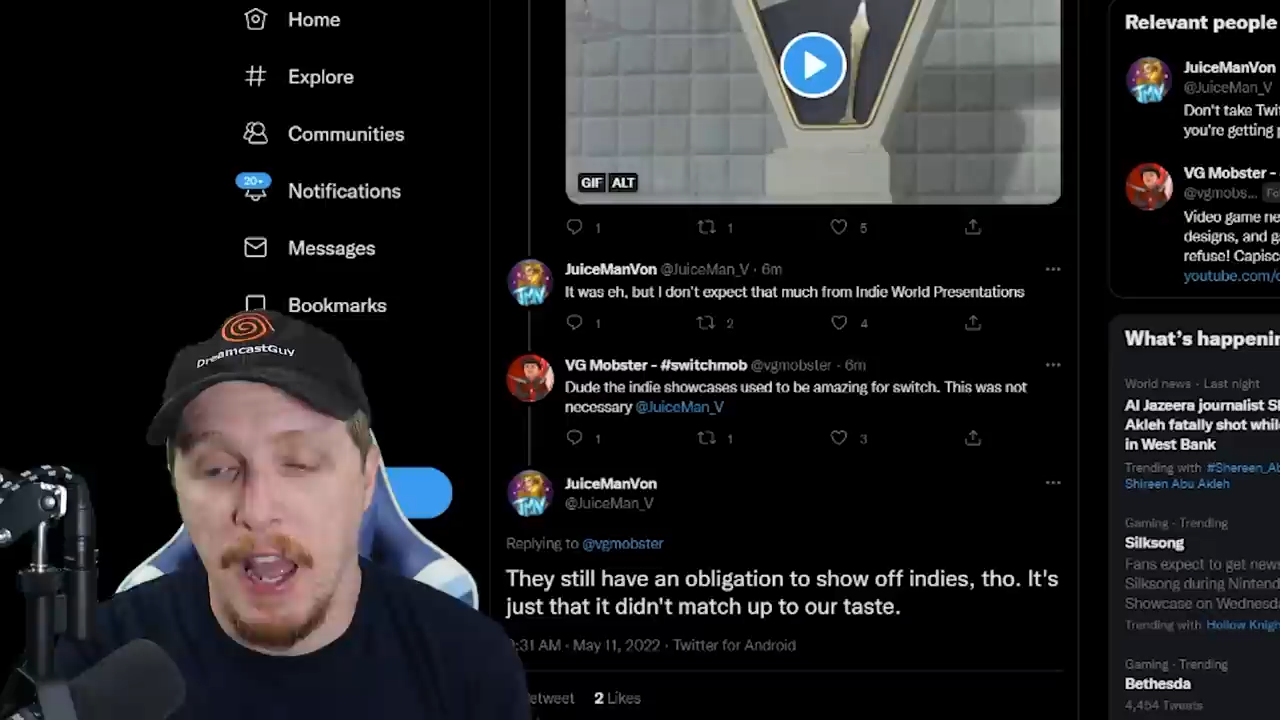 Home
Explore
Communities
20+
Notifications
Messages
Bookmarks
DreamcastGuy
GIF ALT
1 1 5
JuiceManVon @JuiceMan_V · 6m
It was eh, but I don't expect that much from Indie World Presentations
1 2 4
VG Mobster - #switchmob @vgmobster · 6m
Dude the indie showcases used to be amazing for switch. This was not
necessary @JuiceMan_V
1 1 3
JuiceManVon
@JuiceMan_V
Replying to @vgmobster
They still have an obligation to show off indies, tho. It's
just that it didn't match up to our taste.
:31 AM · May 11, 2022 · Twitter for Android
etweet 2 Likes
Relevant people
JuiceManVon
@JuiceMan_V
Don't take Twi
you're getting
VG Mobster -
@vgmobs... Fo
Video game ne
designs, and g
refuse! Capisc
youtube.com/c
What's happenin
World news · Last night
Al Jazeera journalist S
Akleh fatally shot while
in West Bank
Trending with #Shereen_Ab
Shireen Abu Akleh
Gaming · Trending
Silksong
Fans expect to get news
Silksong during Nintend
Showcase on Wednesda
Trending with Hollow Knigh
Gaming · Trending
Bethesda
4,454 Tweets